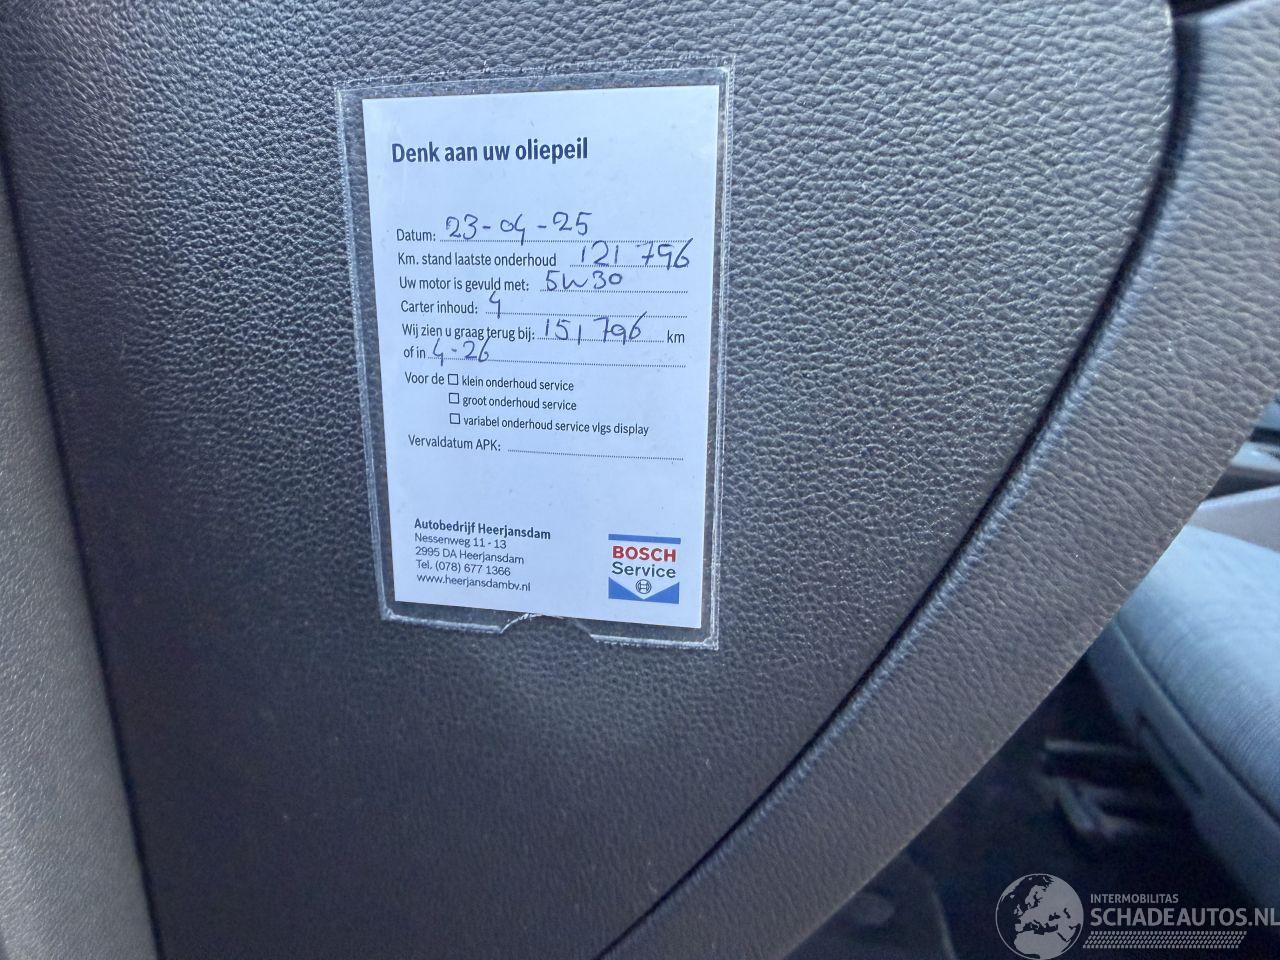 Denk aan uw oliepeil
Datum: 23-04-25
Km. stand laatste onderhoud 121 796
Uw motor is gevuld met: 5W30
Carter inhoud: 4
Wij zien u graag terug bij: 151 796 km
of in 4-26
Voor de klein onderhoud service
groot onderhoud service
variabel onderhoud service vlgs display
Vervaldatum APK:
Autobedrijf Heerjansdam
Nessenweg 11 - 13
2995 DA Heerjansdam
Tel. (078) 677 1366
www.heerjansdambv.nl
BOSCH
Service
INTERMOBILITAS
SCHADEAUTOS.NL